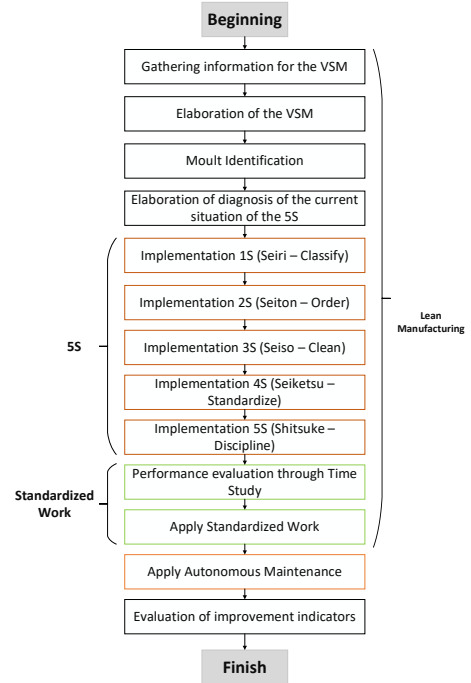 Beginning
Gathering information for the VSM
Elaboration of the VSM
Moult Identification
Elaboration of diagnosis of the current
situation of the 5S
Implementation 1S (Seiri – Classify)
Implementation 2S (Seiton – Order)
Implementation 3S (Seiso – Clean)
Implementation 4S (Seiketsu –
Standardize)
Implementation 5S (Shitsuke –
Discipline)
5S
Lean
Manufacturing
Performance evaluation through Time
Study
Apply Standardized Work
Standardized
Work
Apply Autonomous Maintenance
Evaluation of improvement indicators
Finish